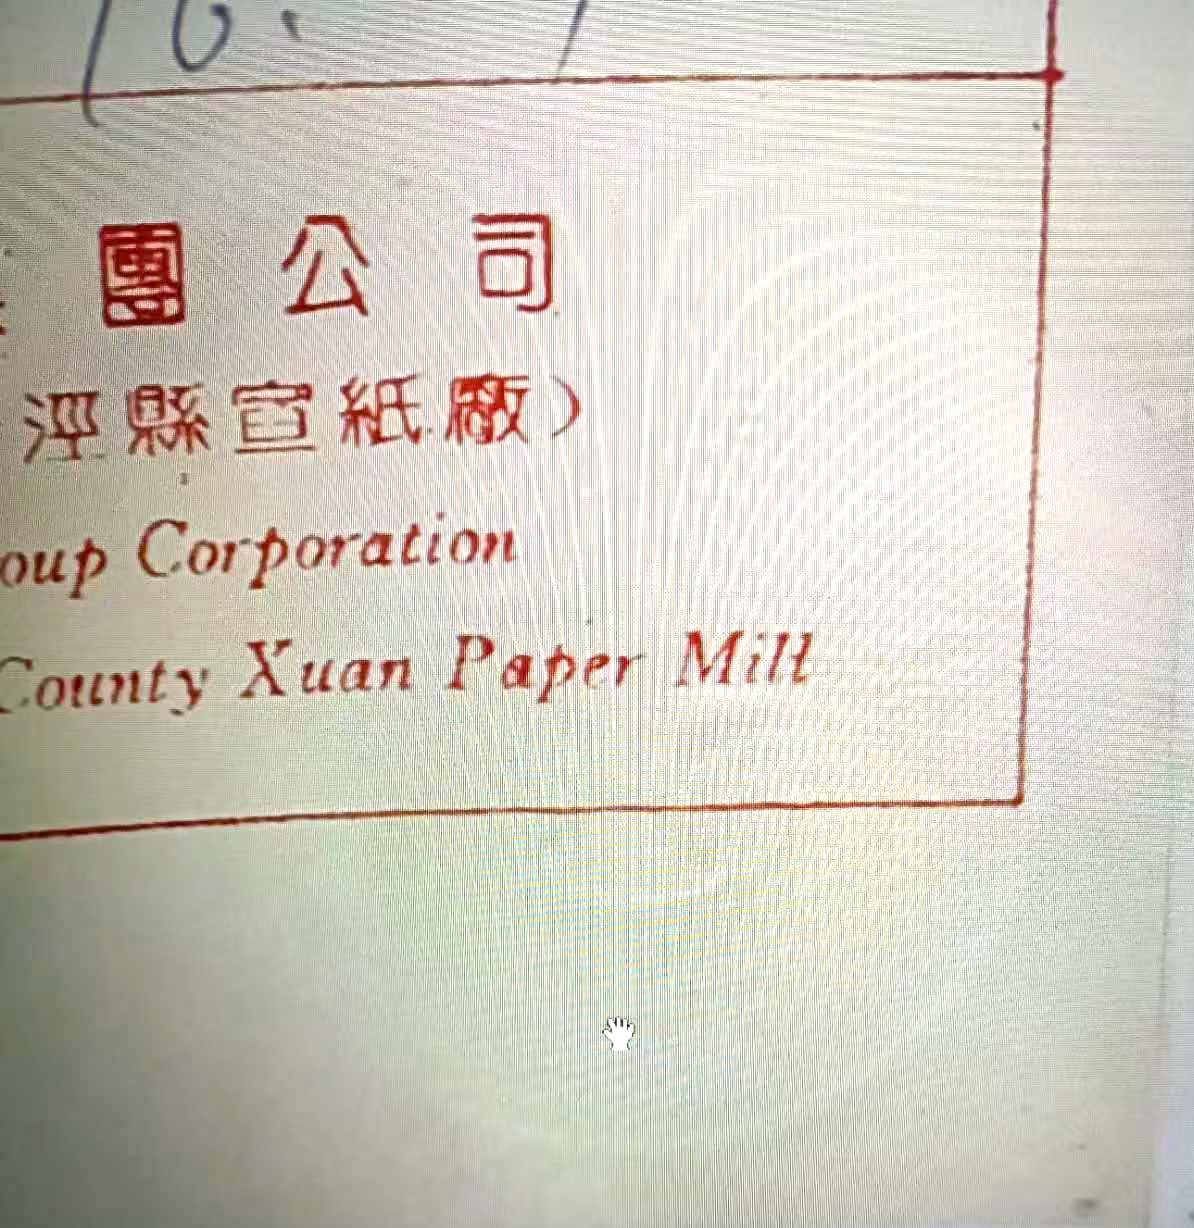 團公司
涇縣宣紙廠）
oup Corporation
County Xuan Paper Mill